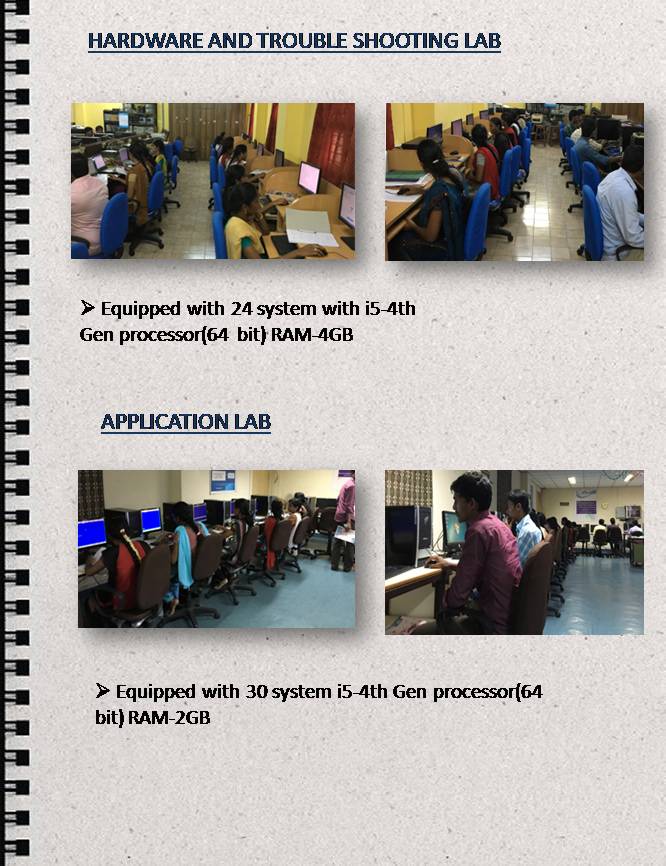 HARDWARE AND TROUBLE SHOOTING LAB
➢ Equipped with 24 system with i5-4th
Gen processor(64 bit) RAM-4GB
APPLICATION LAB
➢ Equipped with 30 system i5-4th Gen processor(64
bit) RAM-2GB